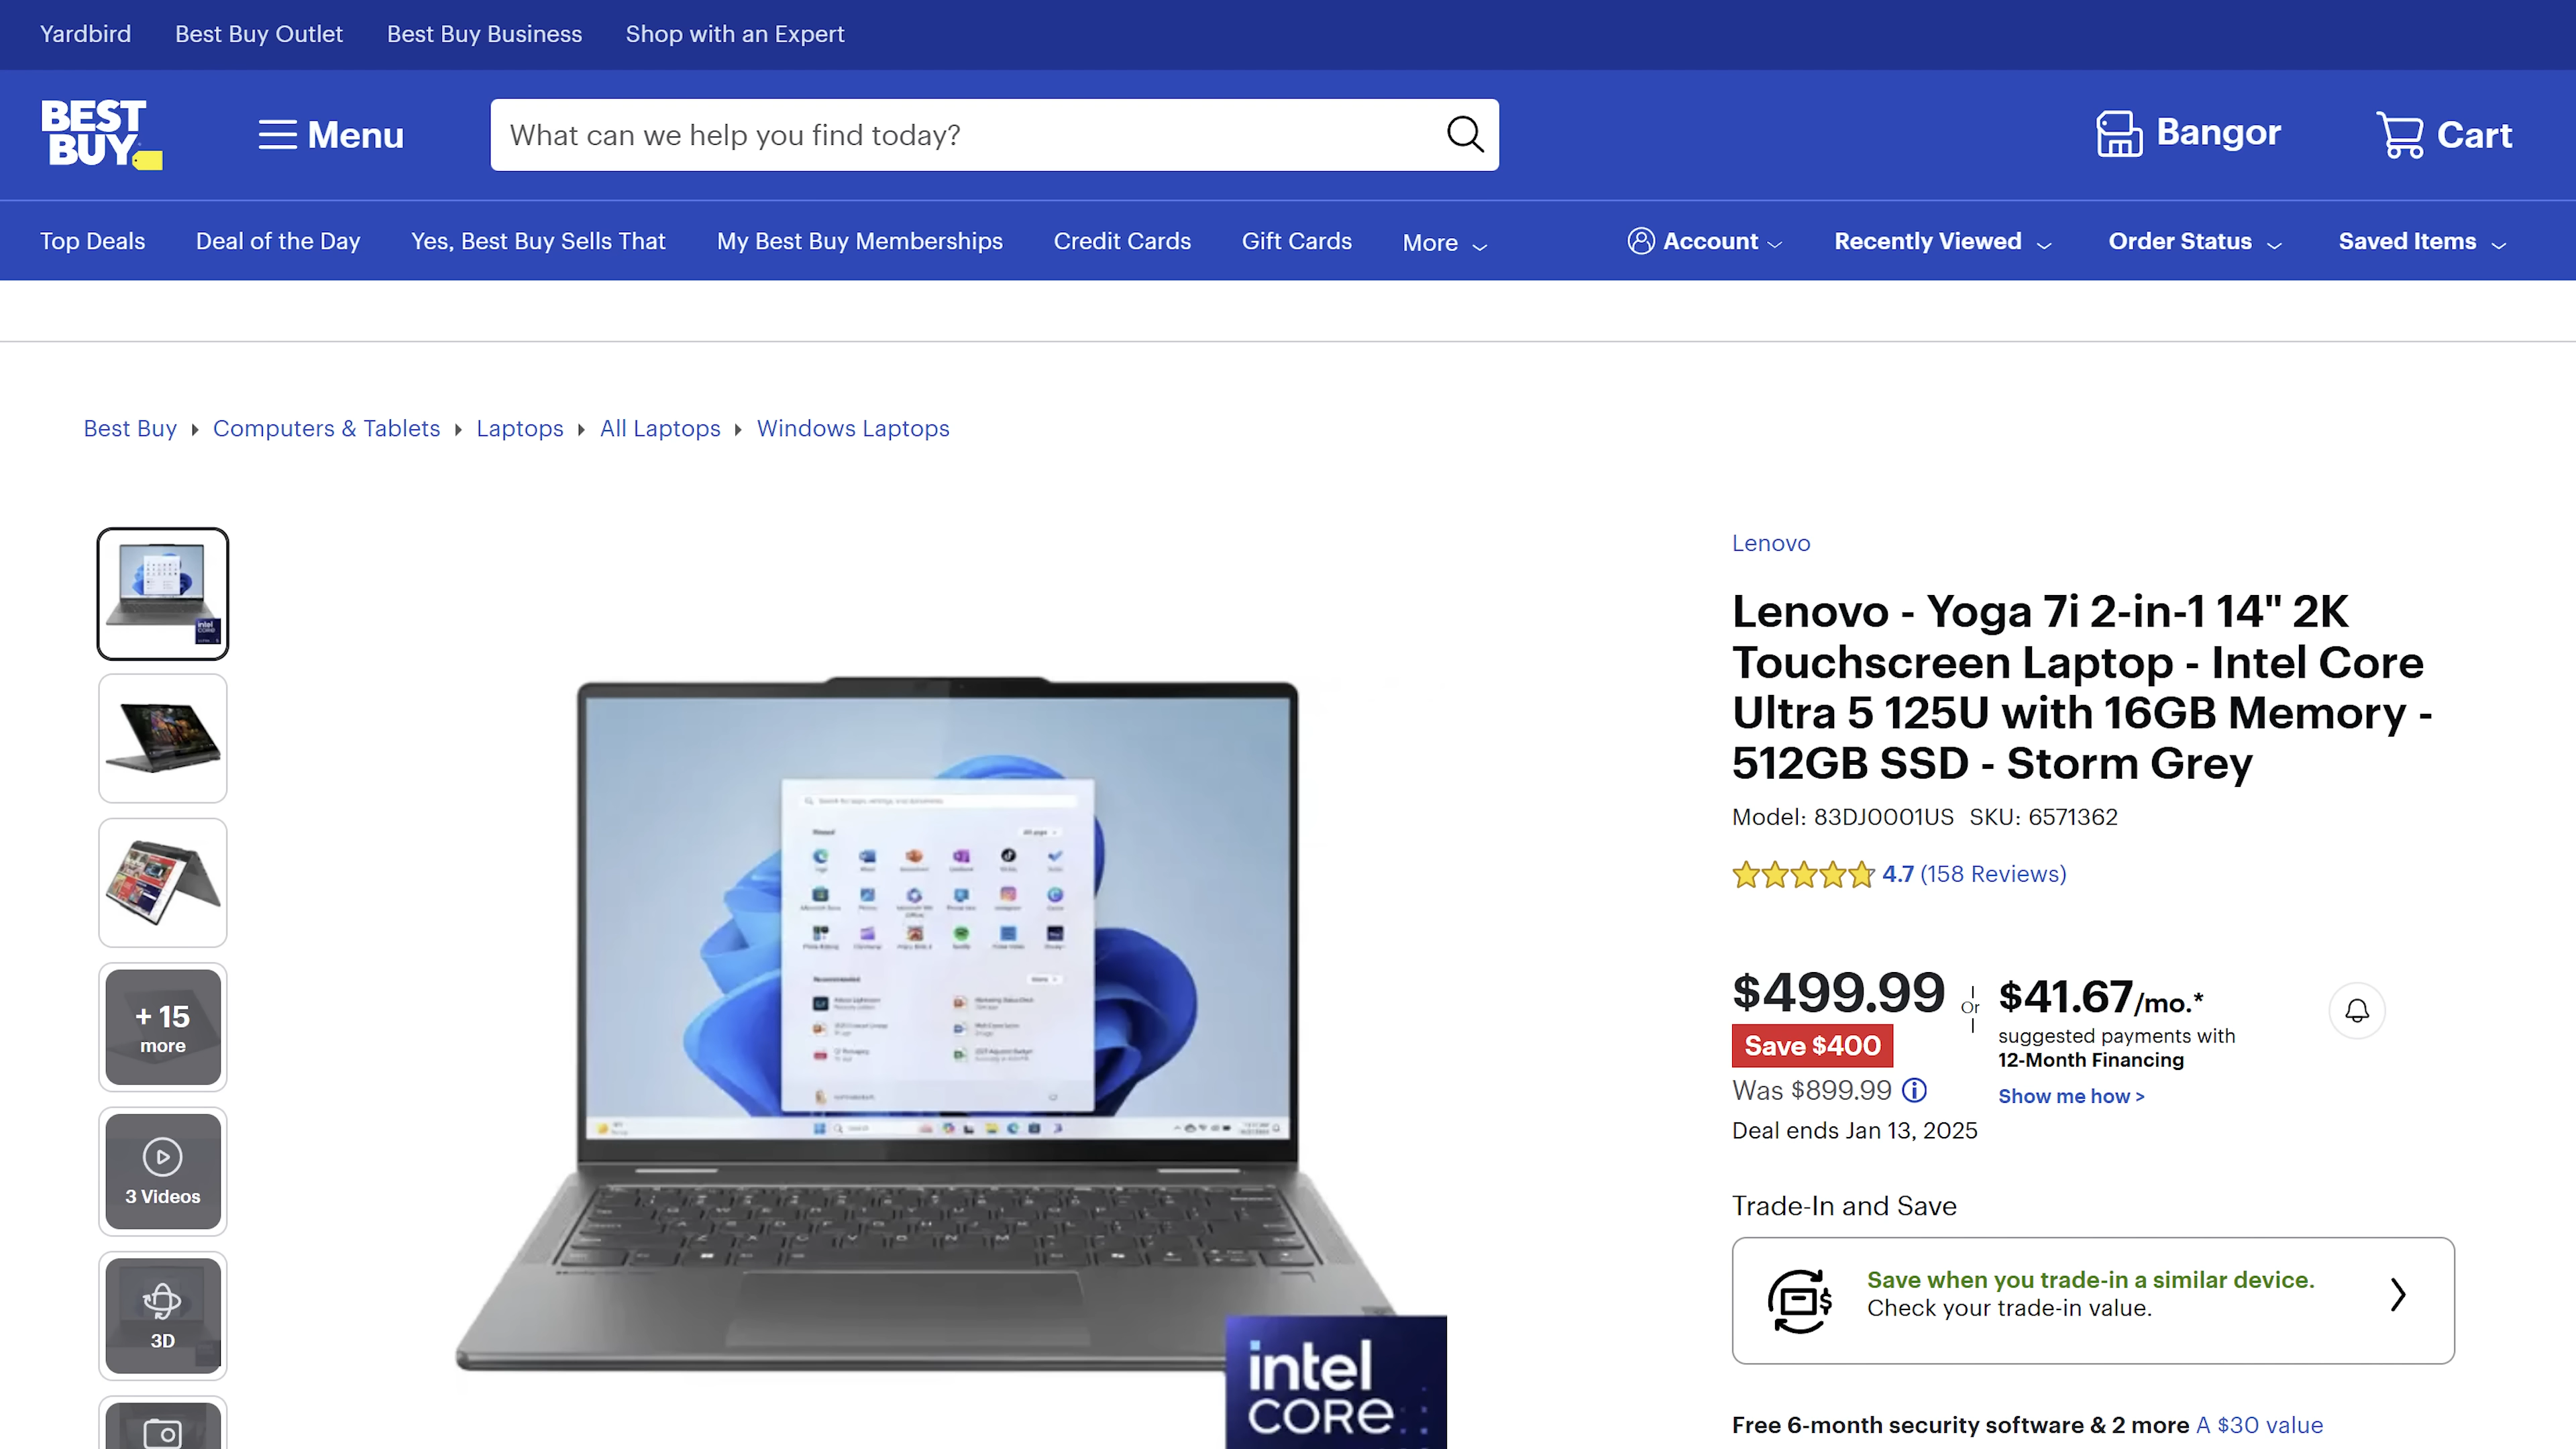 Yardbird Best Buy Outlet Best Buy Business Shop with an Expert
BEST
BUY
Menu
What can we help you find today?
Bangor
Cart
Top Deals Deal of the Day Yes, Best Buy Sells That My Best Buy Memberships Credit Cards Gift Cards More Account Recently Viewed Order Status Saved Items
Best Buy Computers & Tablets Laptops All Laptops Windows Laptops
+ 15
more
3 Videos
3D
intel
CORE
Lenovo
Lenovo - Yoga 7i 2-in-1 14" 2K
Touchscreen Laptop - Intel Core
Ultra 5 125U with 16GB Memory -
512GB SSD - Storm Grey
Model: 83DJ0001US SKU: 6571362
4.7 (158 Reviews)
$499.99
Save $400
Was $899.99
Deal ends Jan 13, 2025
Or
$41.67/mo.*
suggested payments with
12-Month Financing
Show me how >
Trade-In and Save
Save when you trade-in a similar device.
Check your trade-in value.
Free 6-month security software & 2 more A $30 value